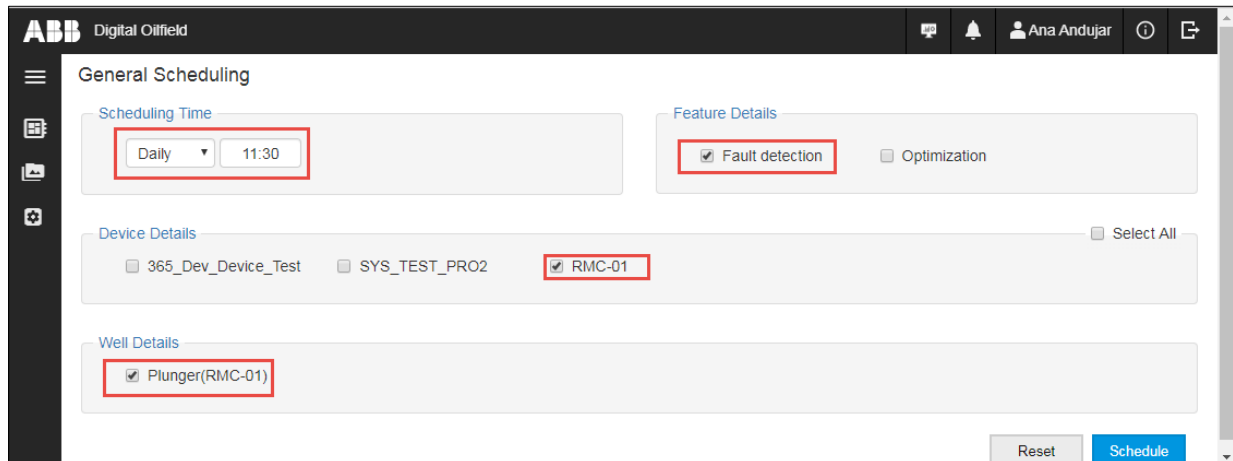 ABB Digital Oilfield Ana Andujar
General Scheduling
Scheduling Time
Daily 11:30
Feature Details
Fault detection Optimization
Device Details Select All
365_Dev_Device_Test SYS_TEST_PRO2 RMC-01
Well Details
Plunger(RMC-01)
Reset Schedule